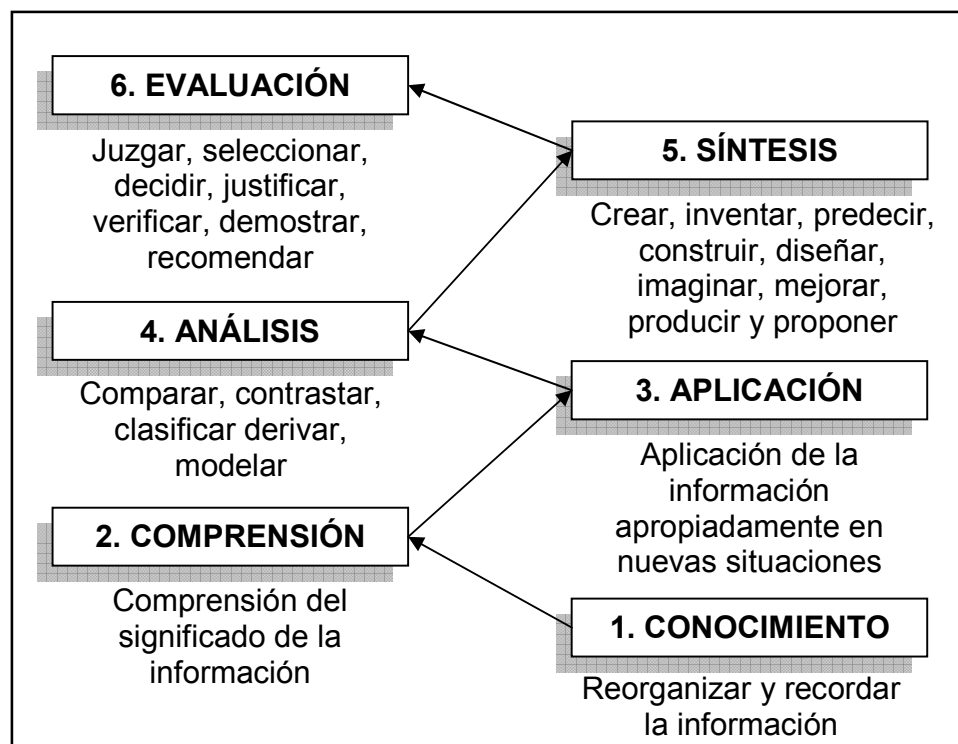 6. EVALUACIÓN
Juzgar, seleccionar,
decidir, justificar,
verificar, demostrar,
recomendar
5. SÍNTESIS
Crear, inventar, predecir,
construir, diseñar,
imaginar, mejorar,
producir y proponer
4. ANÁLISIS
Comparar, contrastar,
clasificar derivar,
modelar
3. APLICACIÓN
Aplicación de la
información
apropiadamente en
nuevas situaciones
2. COMPRENSIÓN
Comprensión del
significado de la
información
1. CONOCIMIENTO
Reorganizar y recordar
la información